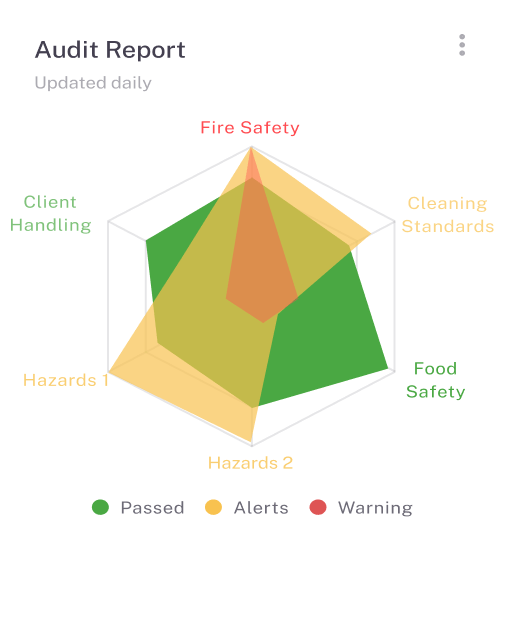 Audit Report
Updated daily
Fire Safety
Client
Handling
Cleaning
Standards
Hazards 1
Food
Safety
Hazards 2
Passed
Alerts
Warning